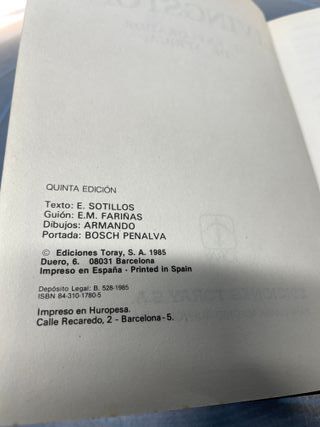 QUINTA EDICIÓN
Texto: E. SOTILLOS
Guión: E.M. FARIÑAS
Dibujos: ARMANDO
Portada: BOSCH PENALVA
© Ediciones Toray, S. A. 1985
Duero, 6. 08031 Barcelona
Impreso en España - Printed in Spain
Depósito Legal: B. 528-1985
ISBN 84-310-1780-5
Impreso en Huropesa.
Calle Recaredo, 2 - Barcelona-5.